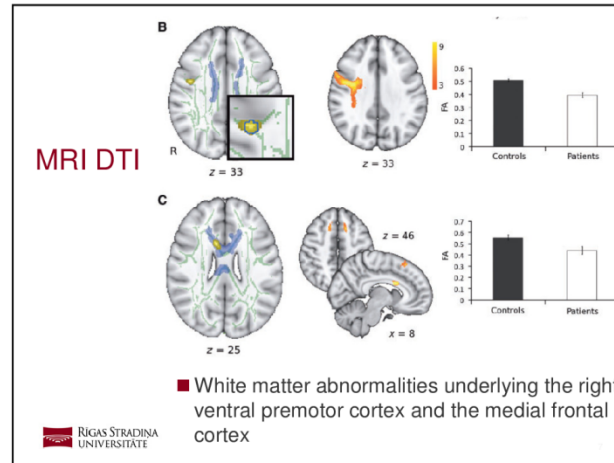 B
9
3
R
z = 33
z = 33
FA
0.6
0.5
0.4
0.3
0.2
0.1
0
Controls
Patients
MRI DTI
C
z = 46
z = 25
x = 8
FA
0.7
0.6
0.5
0.4
0.3
0.2
0.1
0
Controls
Patients
White matter abnormalities underlying the right
ventral premotor cortex and the medial frontal
cortex
RĪGAS STRADIŅA
UNIVERSITĀTE